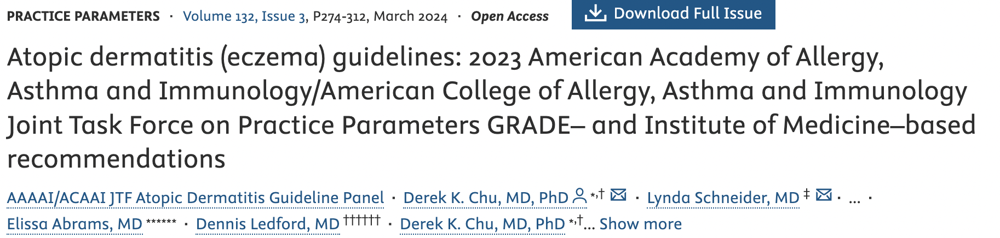 PRACTICE PARAMETERS · Volume 132, Issue 3, P274-312, March 2024 · Open Access Download Full Issue
Atopic dermatitis (eczema) guidelines: 2023 American Academy of Allergy,
Asthma and Immunology/American College of Allergy, Asthma and Immunology
Joint Task Force on Practice Parameters GRADE– and Institute of Medicine–based
recommendations
AAAAI/ACAAI JTF Atopic Dermatitis Guideline Panel · Derek K. Chu, MD, PhD *,† · Lynda Schneider, MD ‡ · ... ·
Elissa Abrams, MD ****** · Dennis Ledford, MD †††††† · Derek K. Chu, MD, PhD *,†... Show more